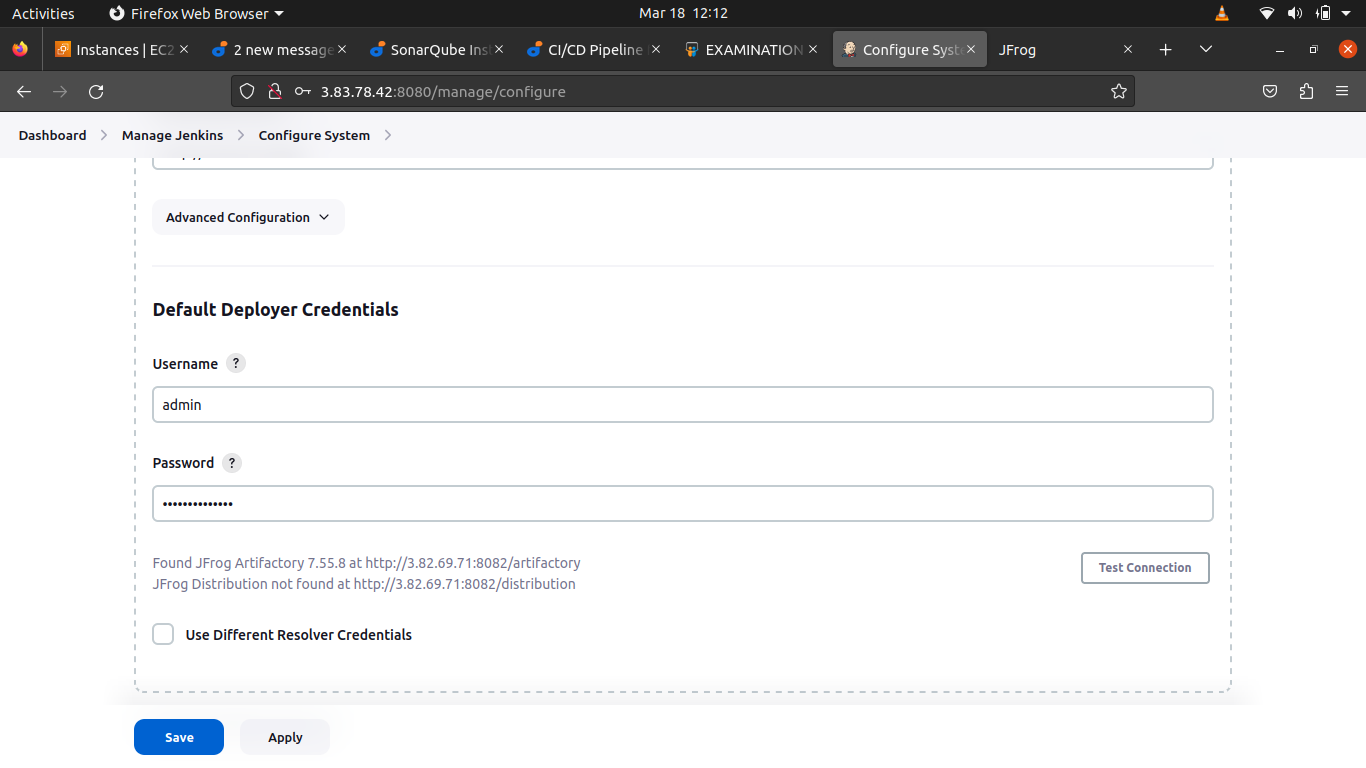 Activities
Firefox Web Browser
Mar 18 12:12
Instances | EC2
2 new message
SonarQube Inst
CI/CD Pipeline
EXAMINATION
Configure Syste
JFrog
3.83.78.42:8080/manage/configure
Dashboard
Manage Jenkins
Configure System
Advanced Configuration
Default Deployer Credentials
Username ?
admin
Password ?
••••••••••••••
Found JFrog Artifactory 7.55.8 at http://3.82.69.71:8082/artifactory
JFrog Distribution not found at http://3.82.69.71:8082/distribution
Test Connection
Use Different Resolver Credentials
Save
Apply